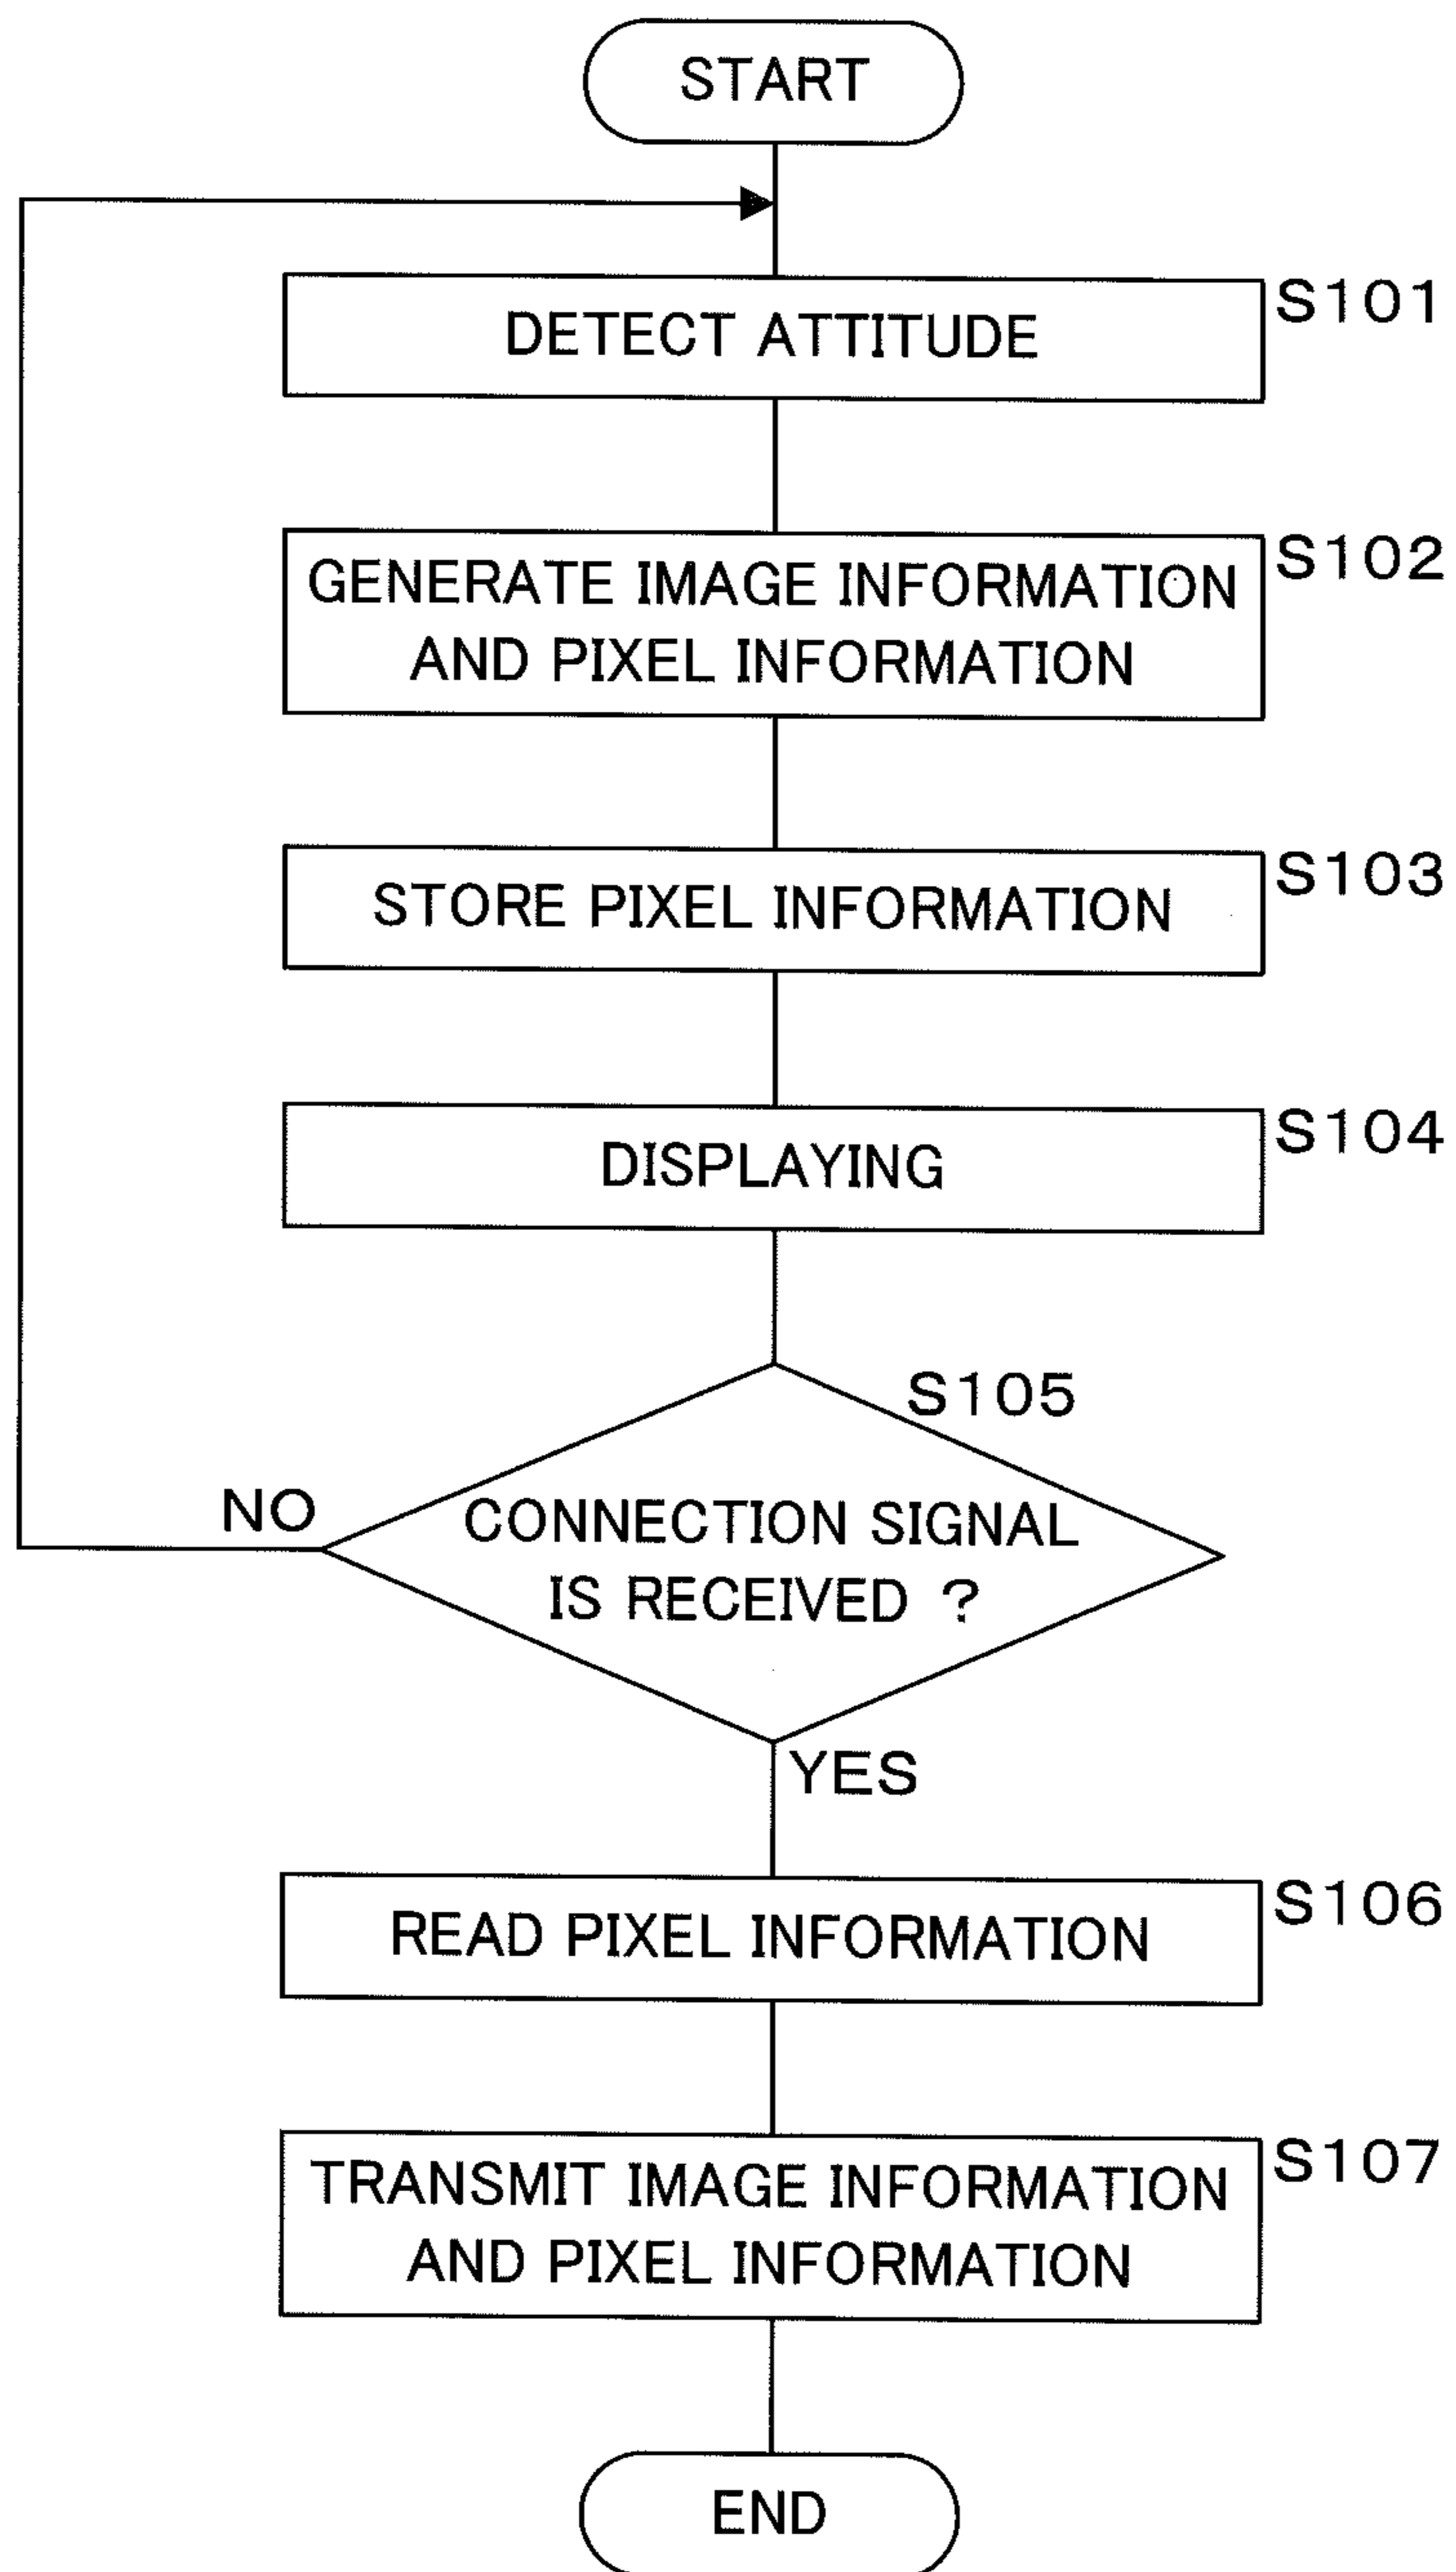 START
DETECT ATTITUDE
S101
GENERATE IMAGE INFORMATION
AND PIXEL INFORMATION
S102
STORE PIXEL INFORMATION
S103
DISPLAYING
S104
S105
NO
CONNECTION SIGNAL
IS RECEIVED ?
YES
READ PIXEL INFORMATION
S106
TRANSMIT IMAGE INFORMATION
AND PIXEL INFORMATION
S107
END